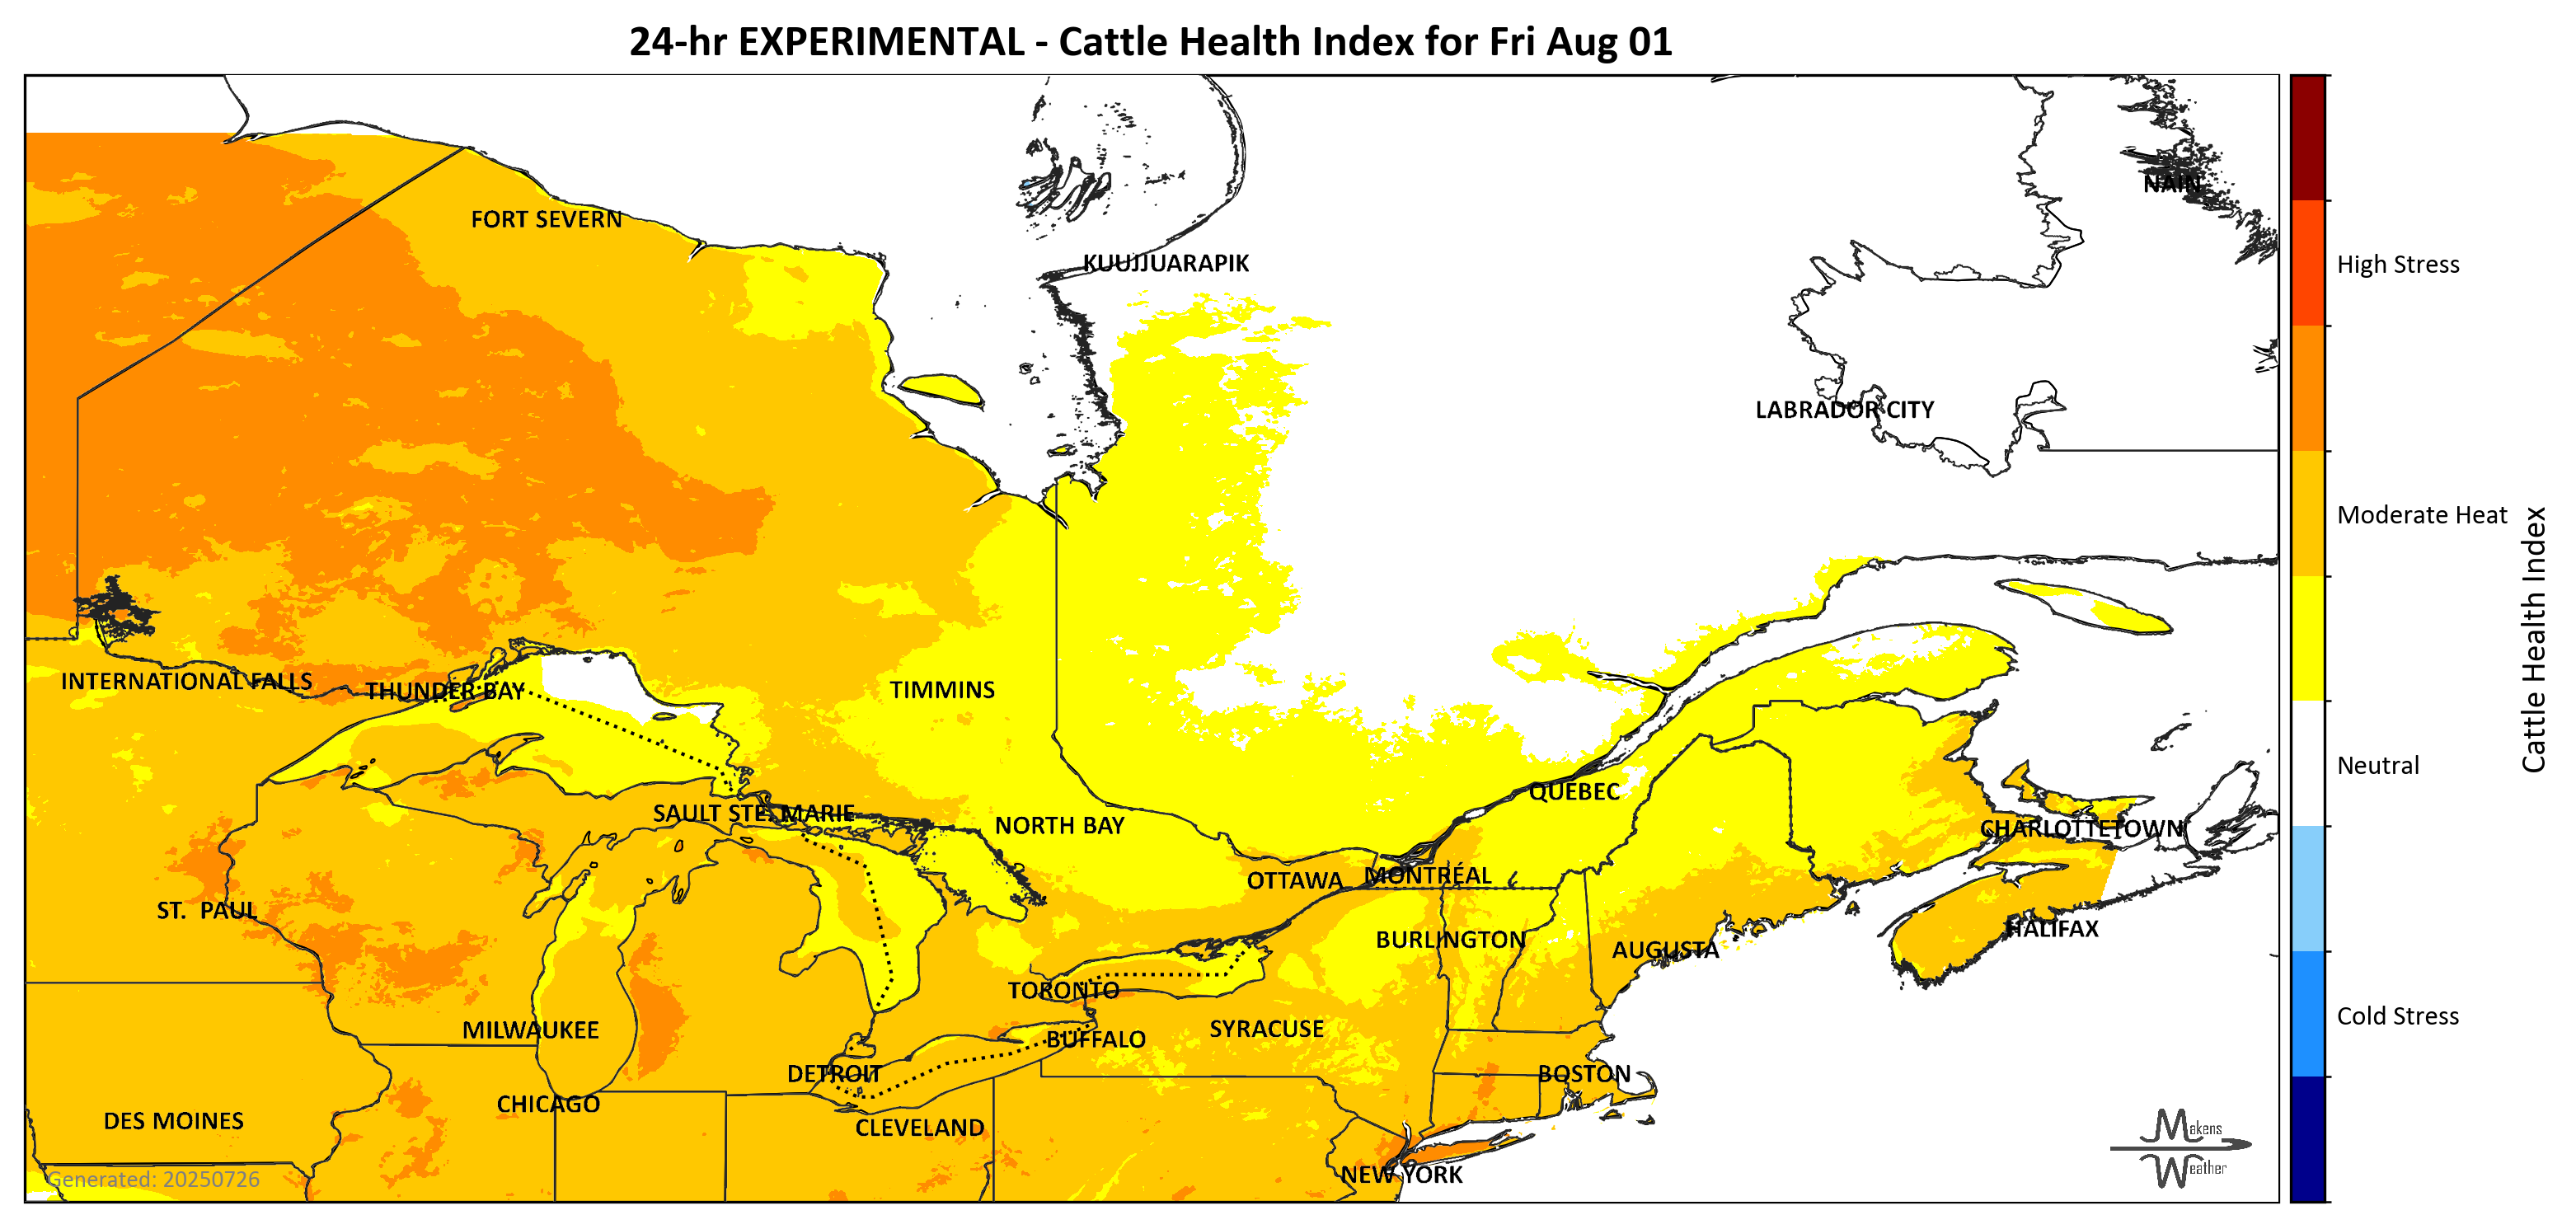 24-hr EXPERIMENTAL - Cattle Health Index for Fri Aug 01
NAIN
FORT SEVERN
KUUJJUARAPIK
High Stress
LABRADOR CITY
Moderate Heat
Cattle Health Index
INTERNATIONAL FALLS
THUNDER BAY
TIMMINS
Neutral
QUEBEC
SAULT STE. MARIE
NORTH BAY
CHARLOTTETOWN
OTTAWA
MONTRÉAL
ST. PAUL
HALIFAX
BURLINGTON
AUGUSTA
TORONTO
Cold Stress
MILWAUKEE
SYRACUSE
BUFFALO
DETROIT
BOSTON
CHICAGO
DES MOINES
CLEVELAND
Makens
Weather
NEW YORK
Generated: 20250726